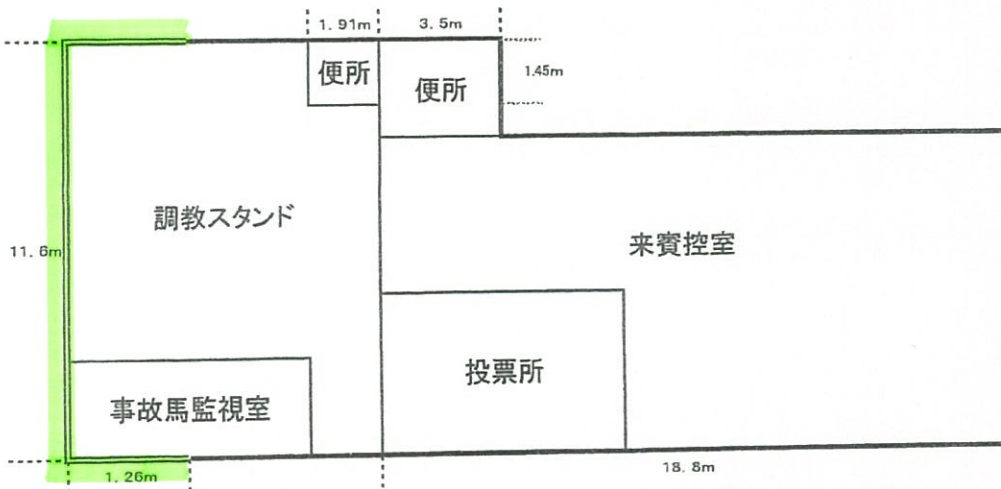 1. 91m
3. 5m
便所
便所
1.45m
調教スタンド
11. 6m
来賓控室
投票所
事故馬監視室
1. 26m
18. 8m